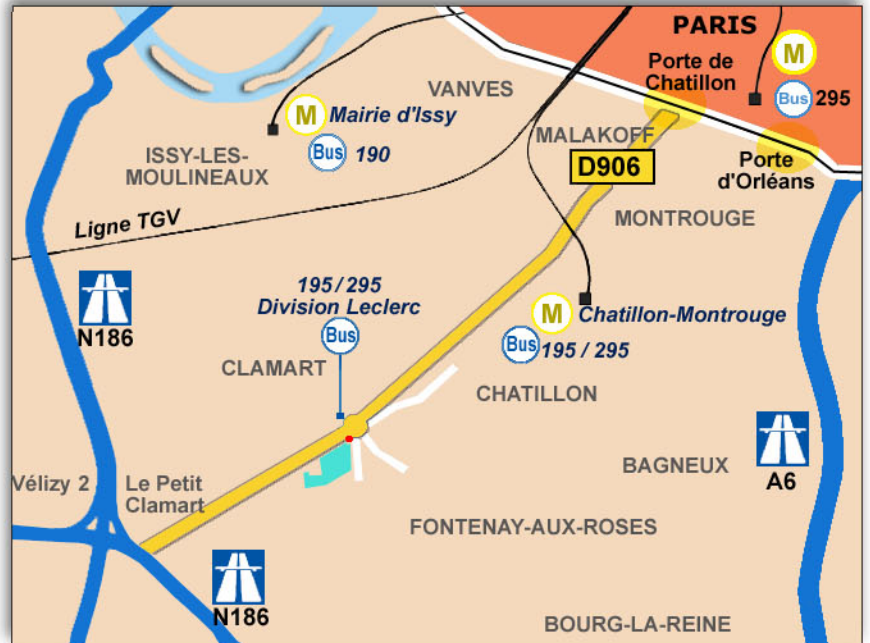 PARIS
M
Porte de
Chatillon
Bus 295
VANVES
M Mairie d'Issy
Bus 190
MALAKOFF
ISSY-LES-
MOULINEAUX
D906
Porte
d'Orléans
Ligne TGV
MONTROUGE
N186
195 / 295
Division Leclerc
Bus
M Chatillon-Montrouge
Bus 195 / 295
CLAMART
CHATILLON
BAGNEUX
A6
Vélizy 2
Le Petit
Clamart
FONTENAY-AUX-ROSES
N186
BOURG-LA-REINE